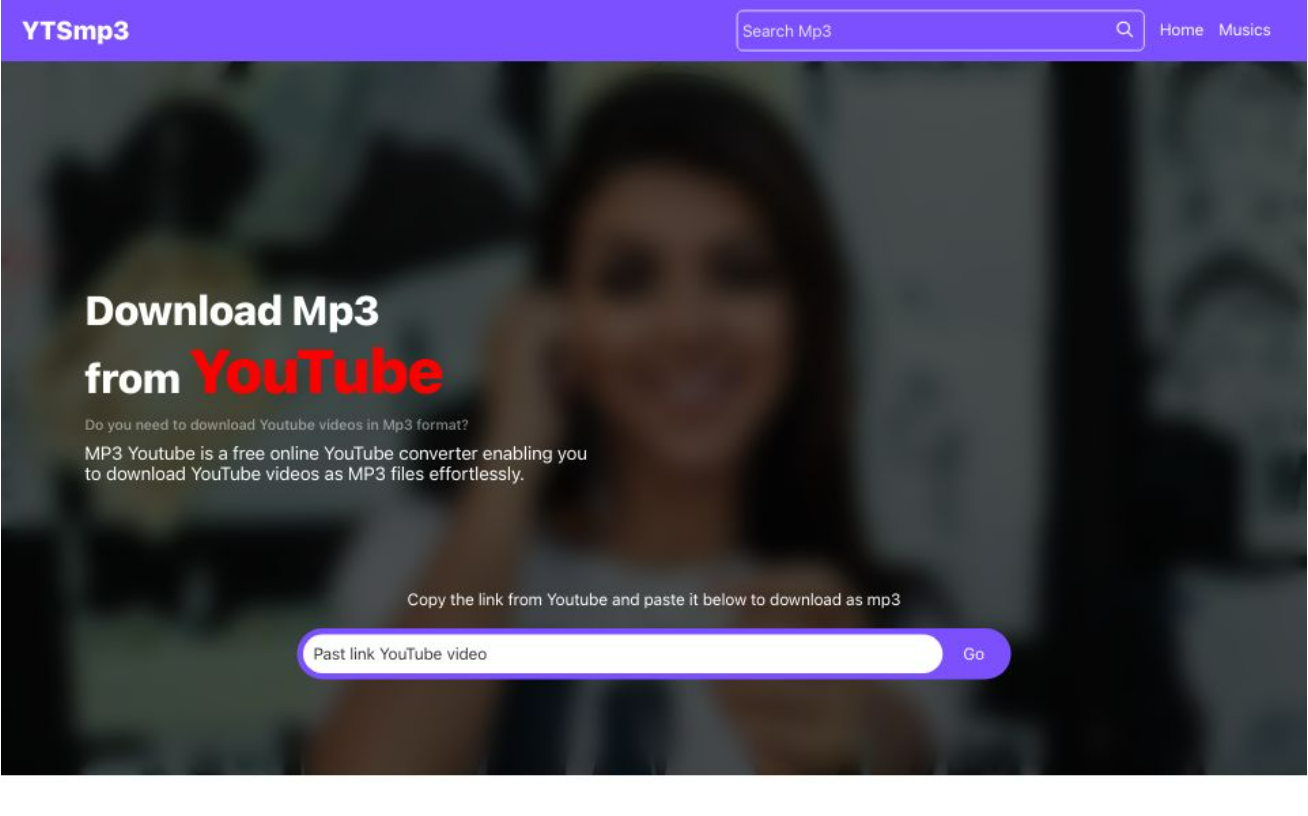 YTSmp3
Search Mp3
Home Musics
Download Mp3
from YouTube
Do you need to download Youtube videos in Mp3 format?
MP3 Youtube is a free online YouTube converter enabling you
to download YouTube videos as MP3 files effortlessly.
Copy the link from Youtube and paste it below to download as mp3
Past link YouTube video
Go